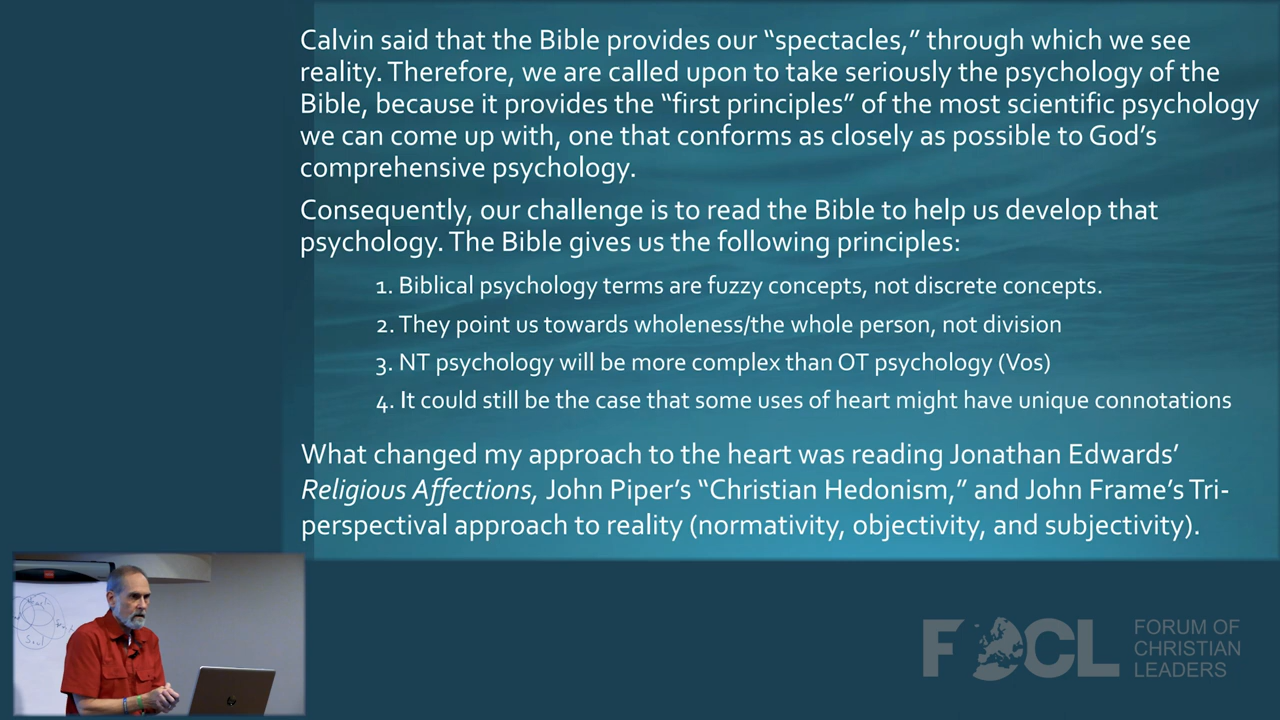 Calvin said that the Bible provides our “spectacles,” through which we see
reality. Therefore, we are called upon to take seriously the psychology of the
Bible, because it provides the “first principles” of the most scientific psychology
we can come up with, one that conforms as closely as possible to God’s
comprehensive psychology.
Consequently, our challenge is to read the Bible to help us develop that
psychology. The Bible gives us the following principles:
1. Biblical psychology terms are fuzzy concepts, not discrete concepts.
2. They point us towards wholeness/the whole person, not division
3. NT psychology will be more complex than OT psychology (Vos)
4. It could still be the case that some uses of heart might have unique connotations
What changed my approach to the heart was reading Jonathan Edwards’
Religious Affections, John Piper’s “Christian Hedonism,” and John Frame’s Tri-
perspectival approach to reality (normativity, objectivity, and subjectivity).
Soul
FOCL
FORUM OF
CHRISTIAN
LEADERS